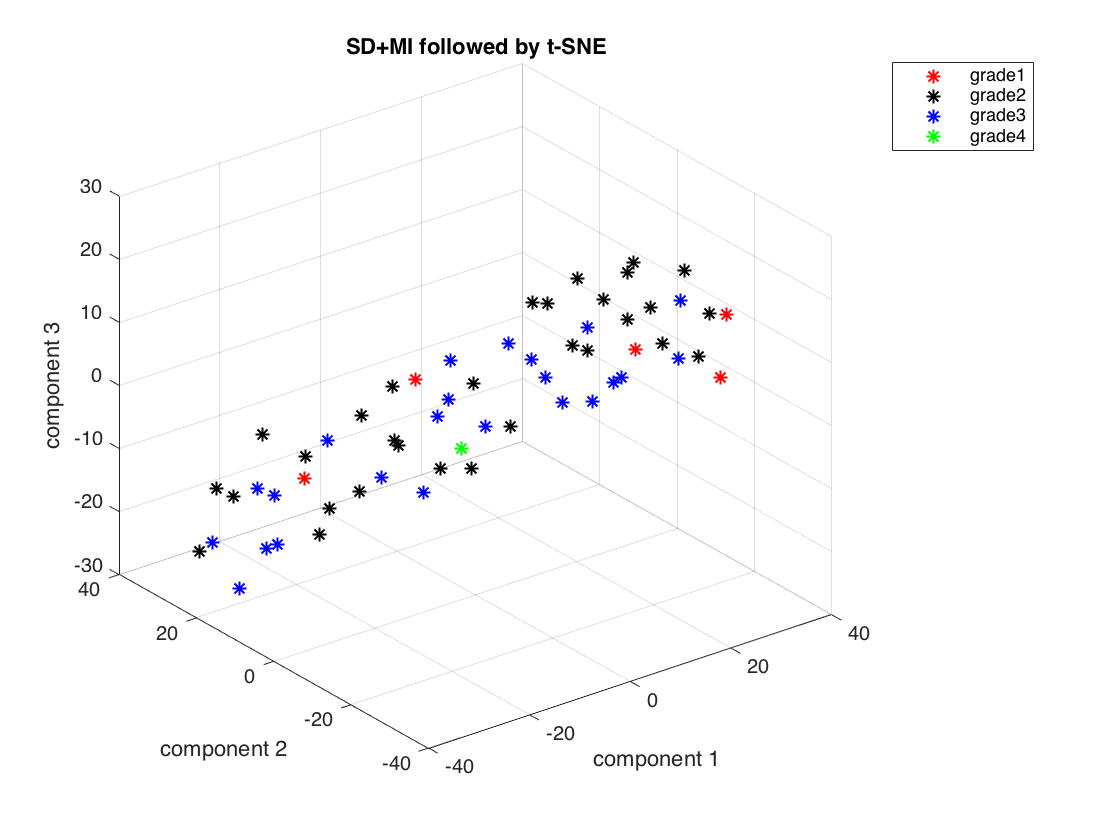 SD+MI followed by t-SNE
grade1
grade2
grade3
grade4
30
20
10
0
-10
-20
-30
component 3
40
20
0
-20
-40
component 2
-40
-20
0
20
40
component 1